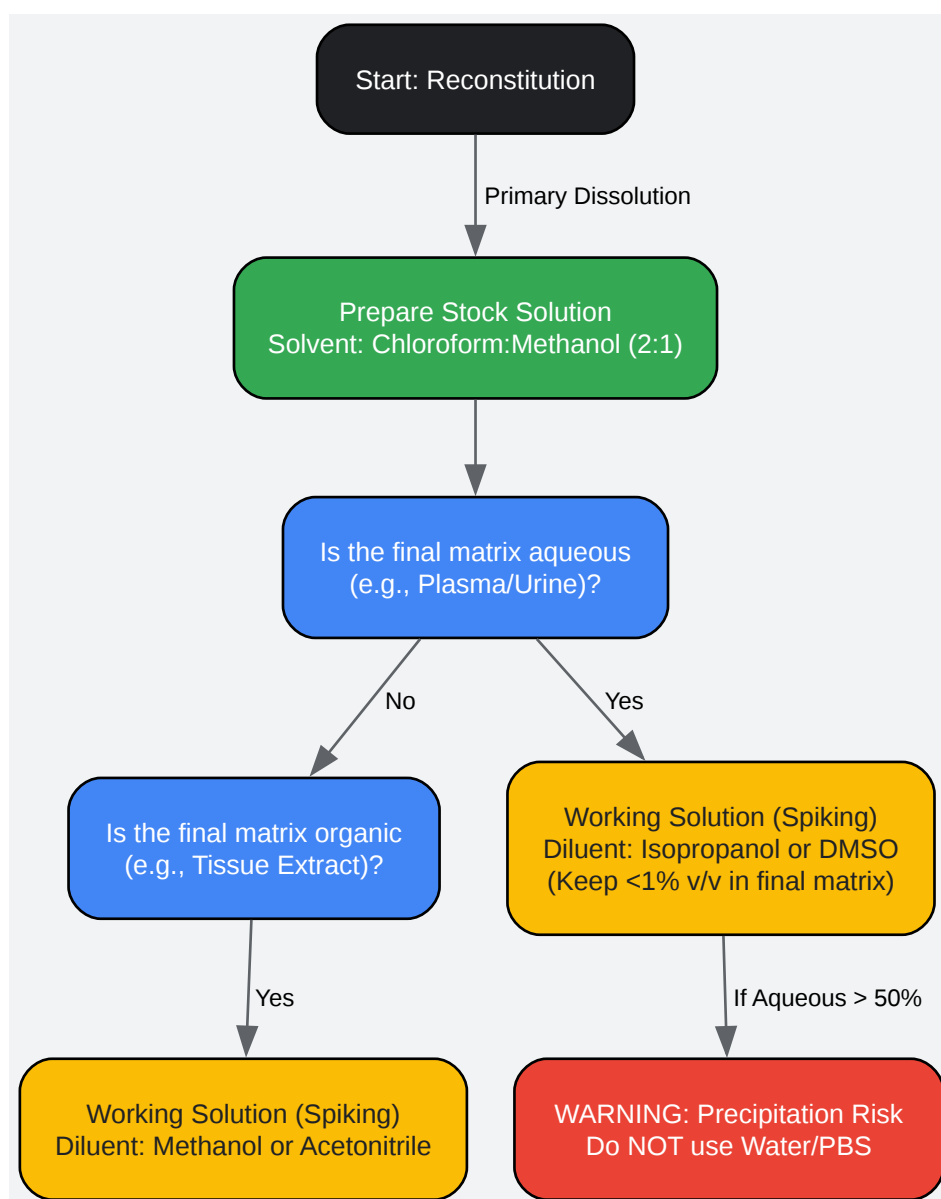 Start: Reconstitution
Primary Dissolution
Prepare Stock Solution
Solvent: Chloroform:Methanol (2:1)
Is the final matrix aqueous
(e.g., Plasma/Urine)?
No
Yes
Is the final matrix organic
(e.g., Tissue Extract)?
Working Solution (Spiking)
Diluent: Isopropanol or DMSO
(Keep <1% v/v in final matrix)
Yes
If Aqueous > 50%
Working Solution (Spiking)
Diluent: Methanol or Acetonitrile
WARNING: Precipitation Risk
Do NOT use Water/PBS